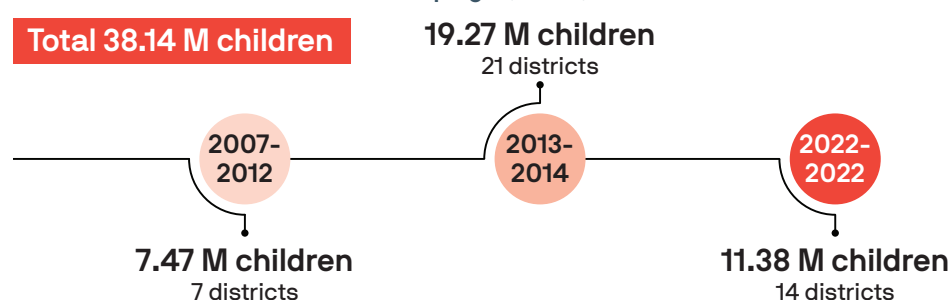 Total 38.14 M children
19.27 M children
21 districts
2007-
2012
2013-
2014
2022-
2022
7.47 M children
7 districts
11.38 M children
14 districts